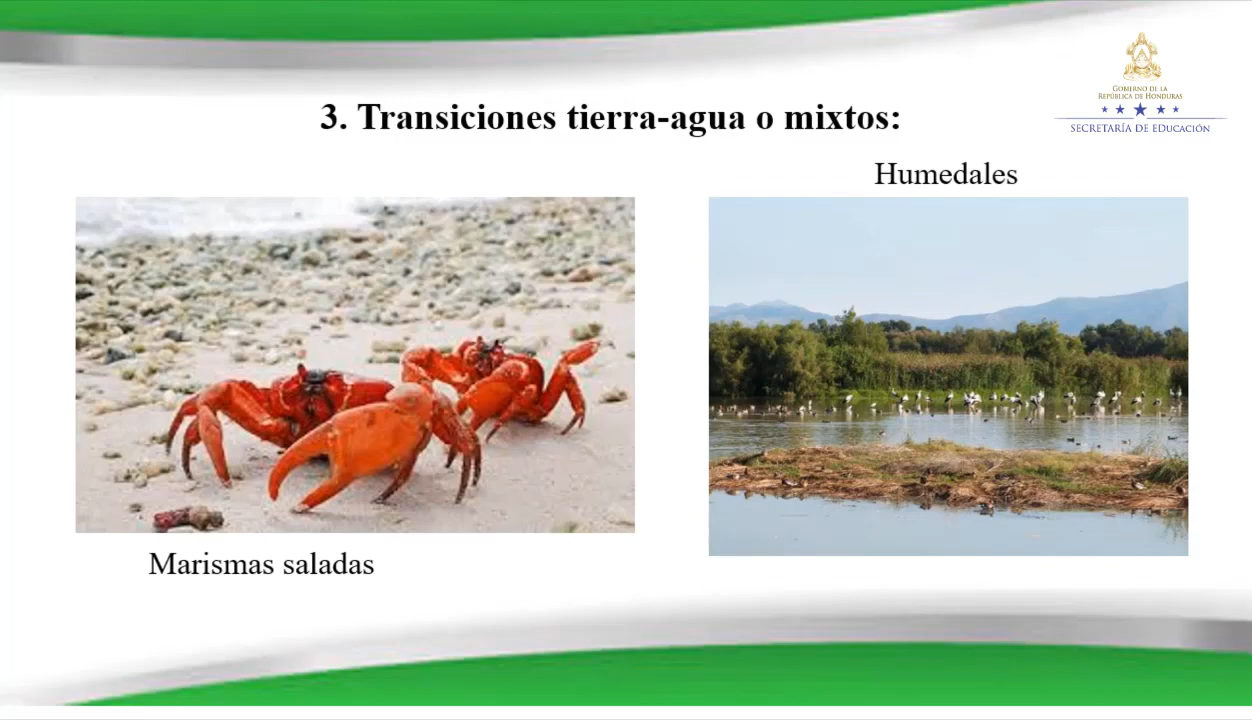 GOBIERNO DE LA
REPÚBLICA DE HONDURAS
SECRETARÍA DE EDUCACIÓN
3. Transiciones tierra-agua o mixtos:
Humedales
Marismas saladas